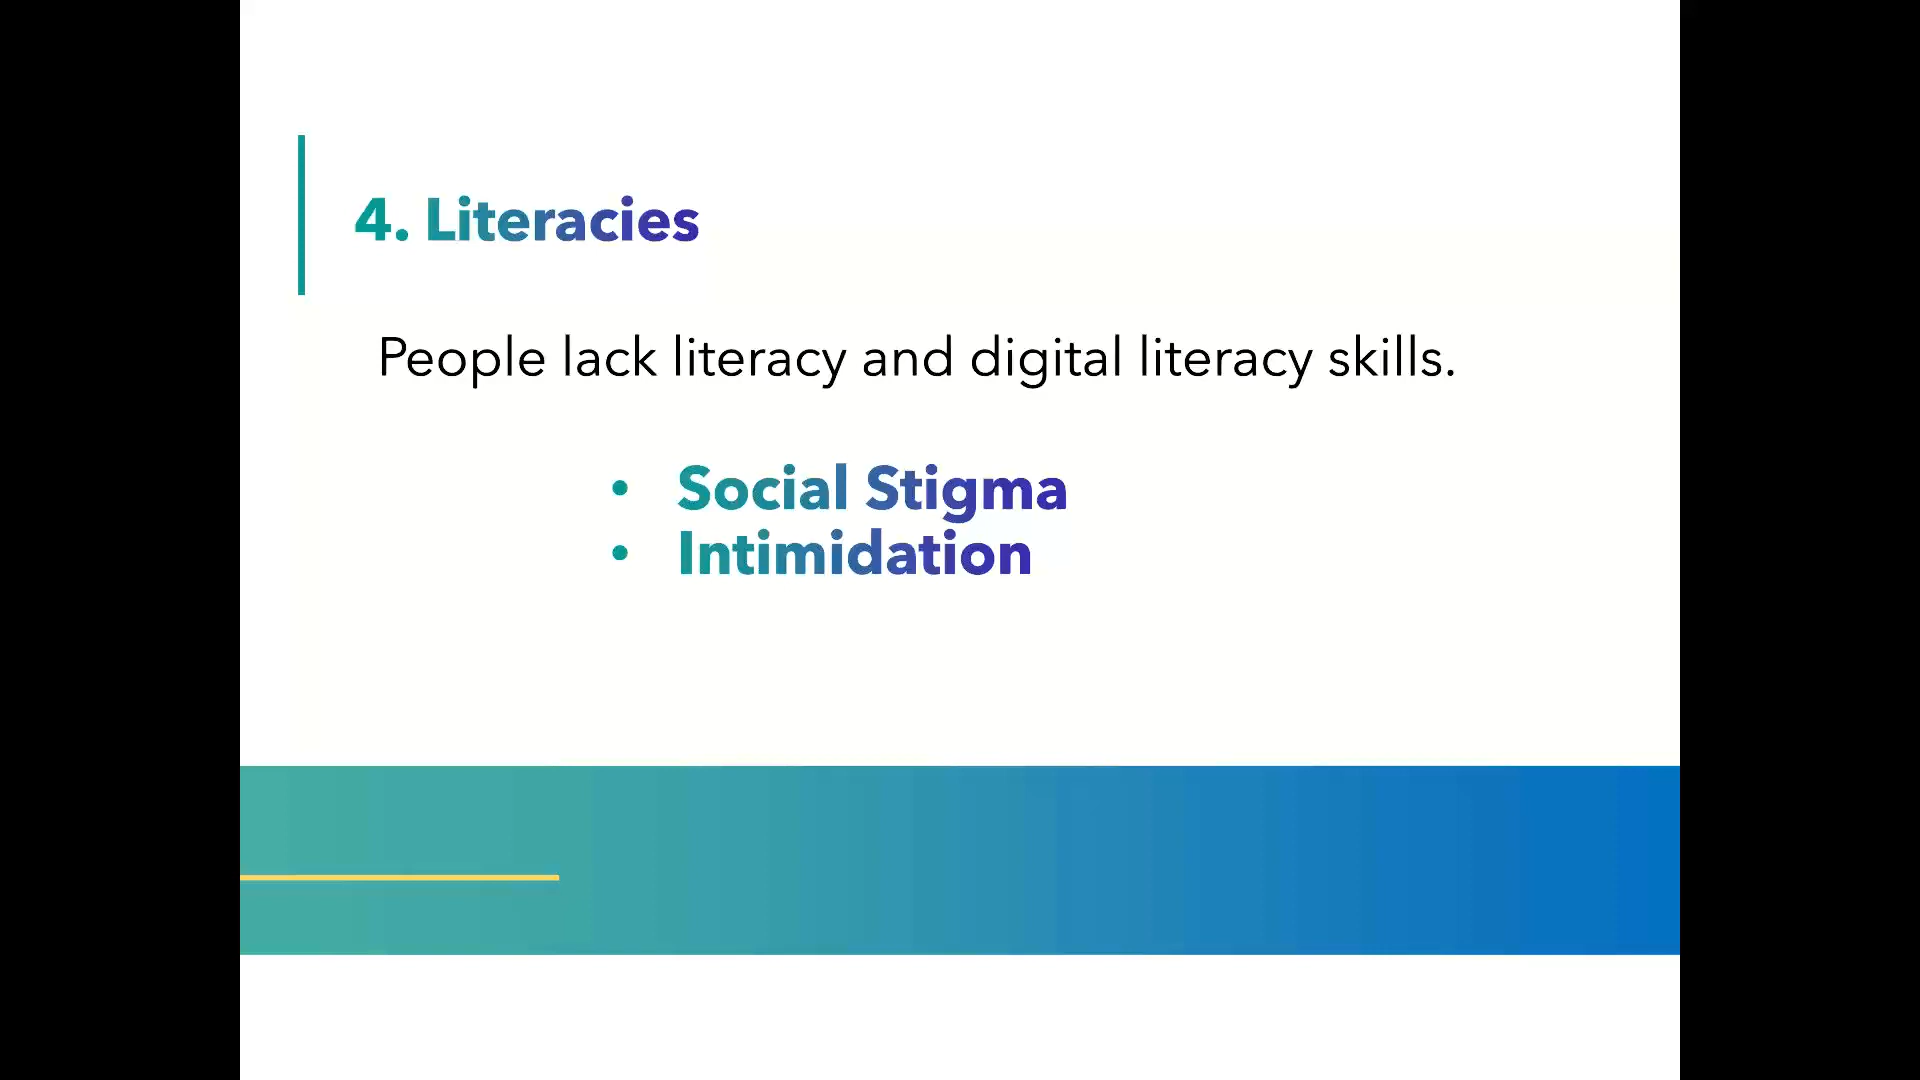 4. Literacies
People lack literacy and digital literacy skills.
• Social Stigma
• Intimidation